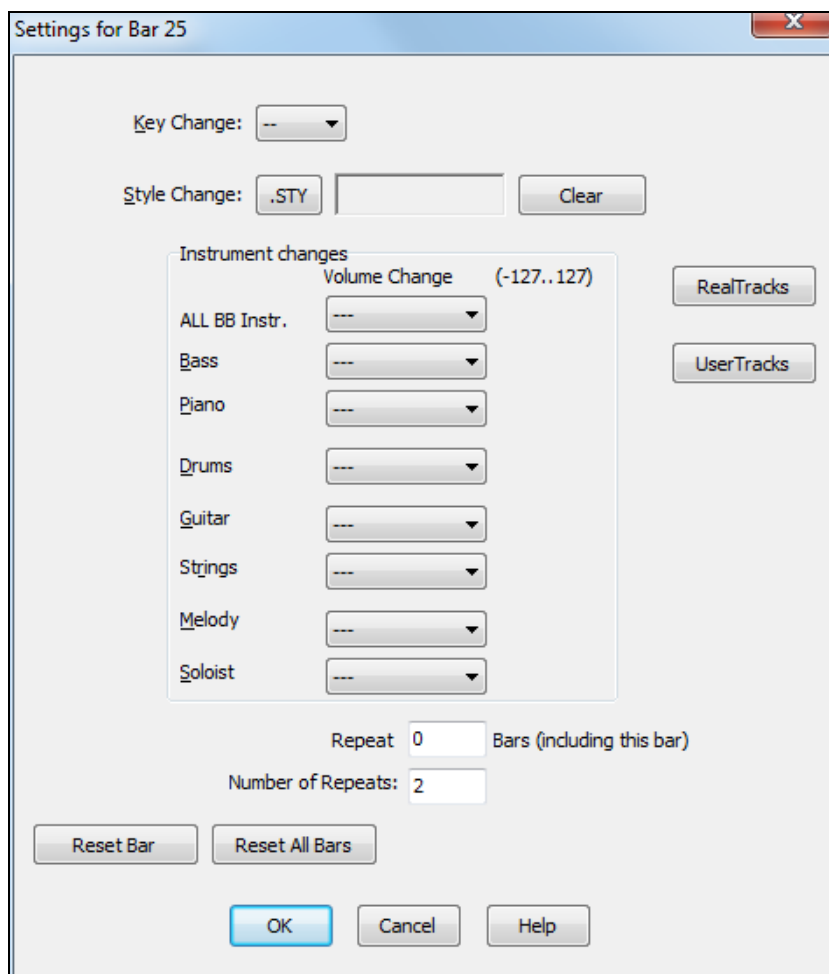 Settings for Bar 25
Key Change: --
Style Change: .STY Clear
Instrument changes
Volume Change (-127..127)
RealTracks
ALL BB Instr. ---
Bass ---
UserTracks
Piano ---
Drums ---
Guitar ---
Strings ---
Melody ---
Soloist ---
Repeat 0 Bars (including this bar)
Number of Repeats: 2
Reset Bar Reset All Bars
OK Cancel Help